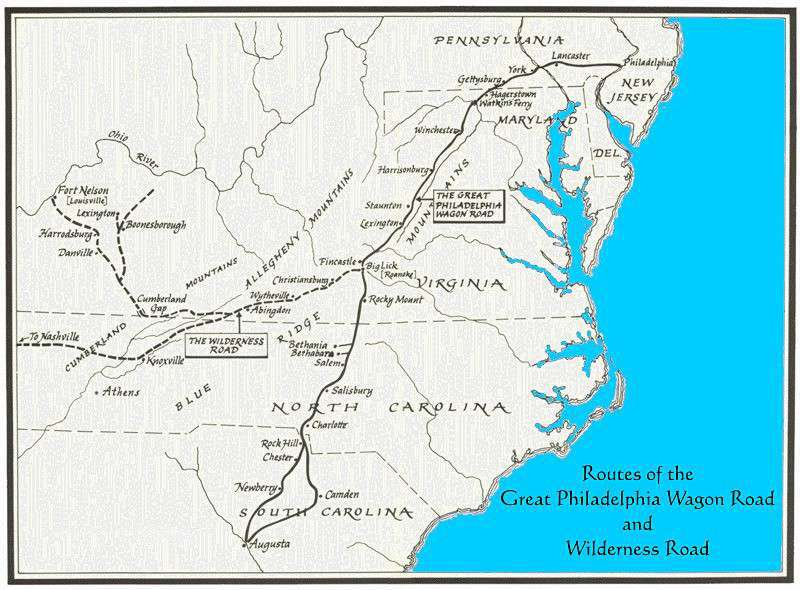 PENNSYLVANIA
Lancaster
York
Philadelphia
Gettysburg
NEW
JERSEY
Hagerstown
Watkin's Ferry
MARYLAND
Winchester
DEL.
Ohio
River
Harrisonburg
Fort Nelson
[Louisville]
Lexington
Boonesborough
Harrodsburg
Danville
Staunton
THE GREAT
PHILADELPHIA
WAGON ROAD
Lexington
MOUNTAINS
ALLEGHENY MOUNTAINS
Fincastle
Big Lick
[Roanoke]
Christiansburg
VIRGINIA
Wytheville
Rocky Mount
Abingdon
Cumberland
Gap
CUMBERLAND MOUNTAINS
To Nashville
THE WILDERNESS
ROAD
Knoxville
BLUE RIDGE
Bethania
Bethabara
Salem
Athens
Salisbury
NORTH CAROLINA
Charlotte
Rock Hill
Chester
Newberry
Camden
SOUTH CAROLINA
Augusta
Routes of the
Great Philadelphia Wagon Road
and
Wilderness Road